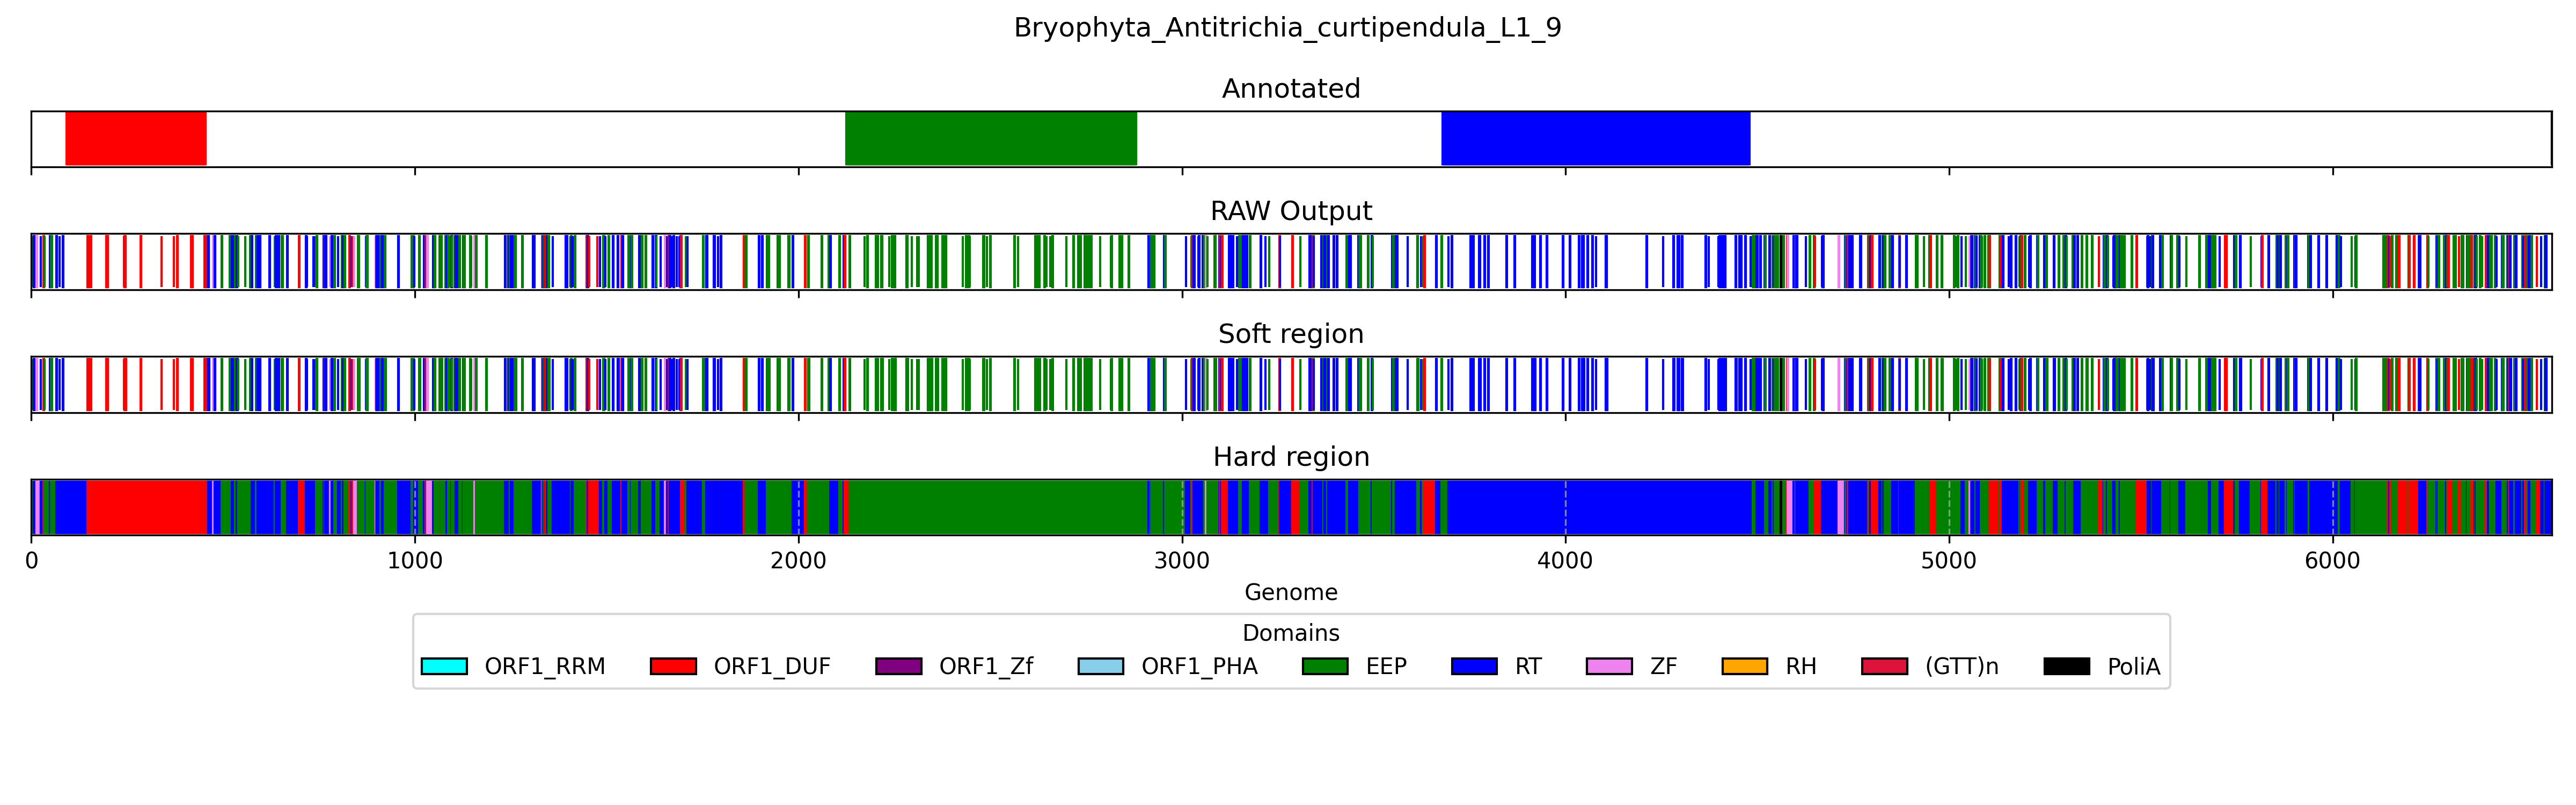 Bryophyta_Antitrichia_curtipendula_L1_9
Annotated
RAW Output
Soft region
Hard region
0 1000 2000 3000 4000 5000 6000
Genome
Domains
ORF1_RRM ORF1_DUF ORF1_Zf ORF1_PHA EEP RT ZF RH (GTT)n PoliA